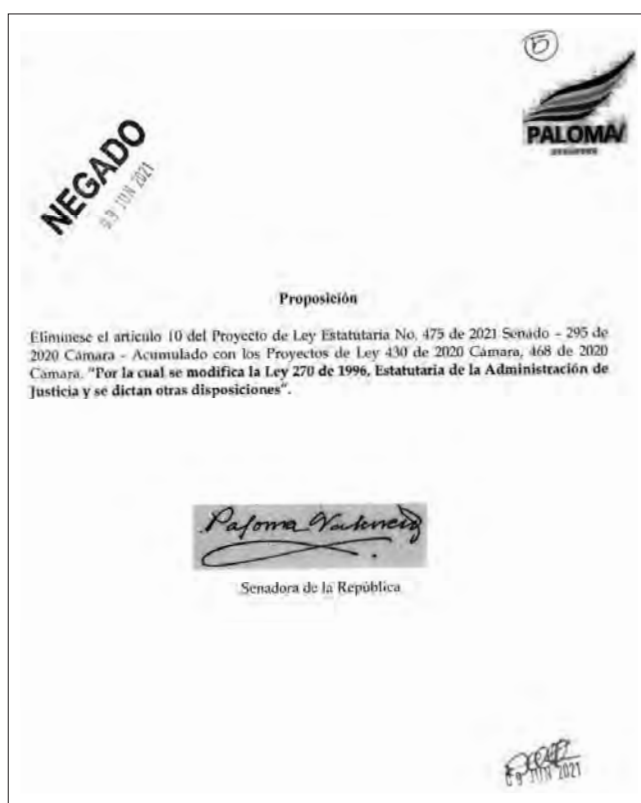 5
PALOMA
NEGADO
09 JUN 2021
Proposición
Elimínese el artículo 10 del Proyecto de Ley Estatutaria No. 475 de 2021 Senado - 295 de
2020 Cámara - Acumulado con los Proyectos de Ley 430 de 2020 Cámara, 468 de 2020
Cámara. "Por la cual se modifica la Ley 270 de 1996, Estatutaria de la Administración de
Justicia y se dictan otras disposiciones".
Paloma Valencia
Senadora de la República
09 JUN 2021